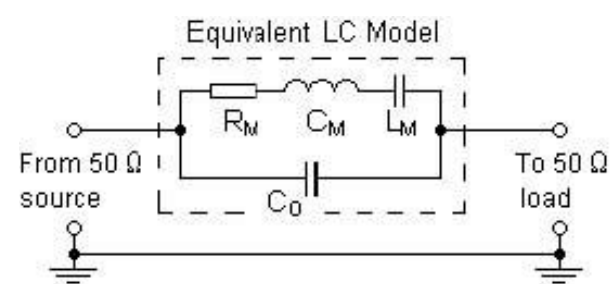 Equivalent LC Model
RM CM LM
From 50 Ω To 50 Ω
source Co load